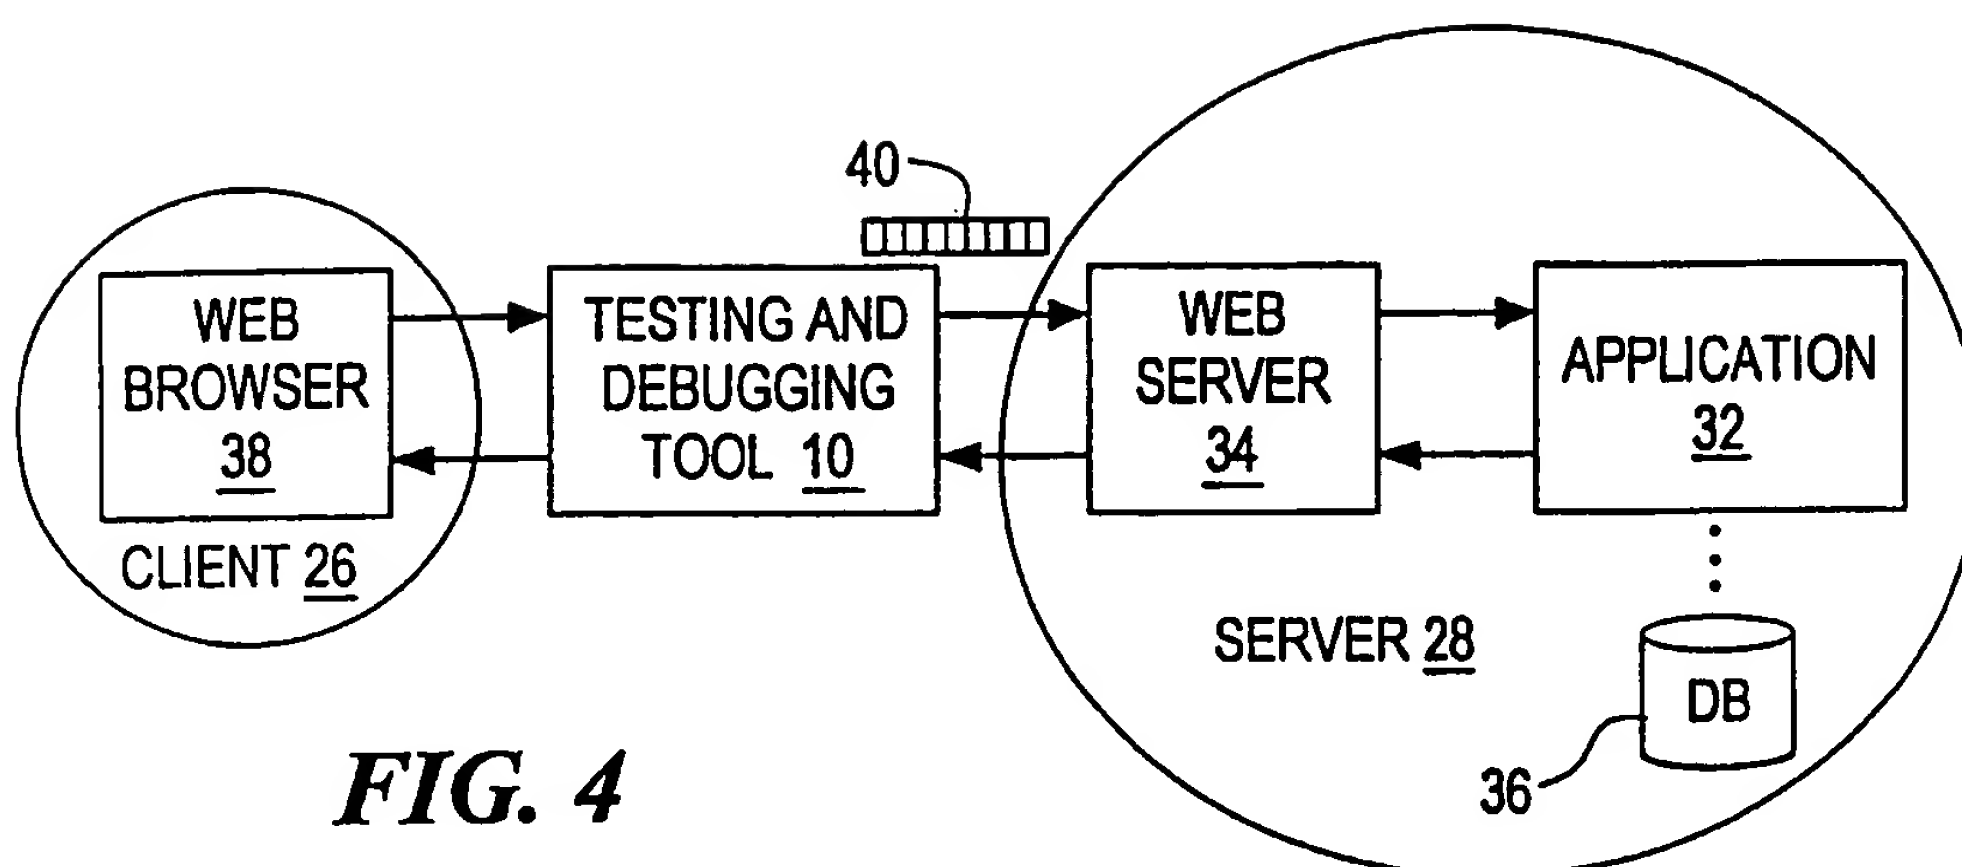 40
WEB
BROWSER
38
CLIENT 26
TESTING AND
DEBUGGING
TOOL 10
WEB
SERVER
34
APPLICATION
32
SERVER 28
DB
36
FIG. 4